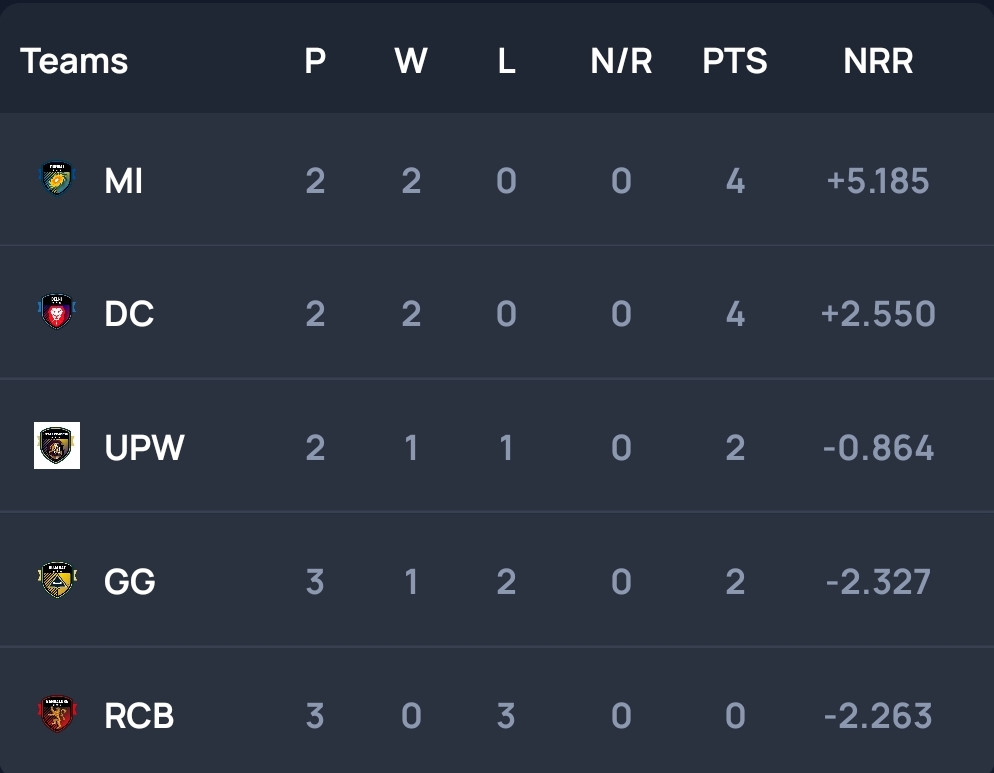 Teams P W L N/R PTS NRR
MI 2 2 0 0 4 +5.185
DC 2 2 0 0 4 +2.550
UPW 2 1 1 0 2 -0.864
GG 3 1 2 0 2 -2.327
RCB 3 0 3 0 0 -2.263